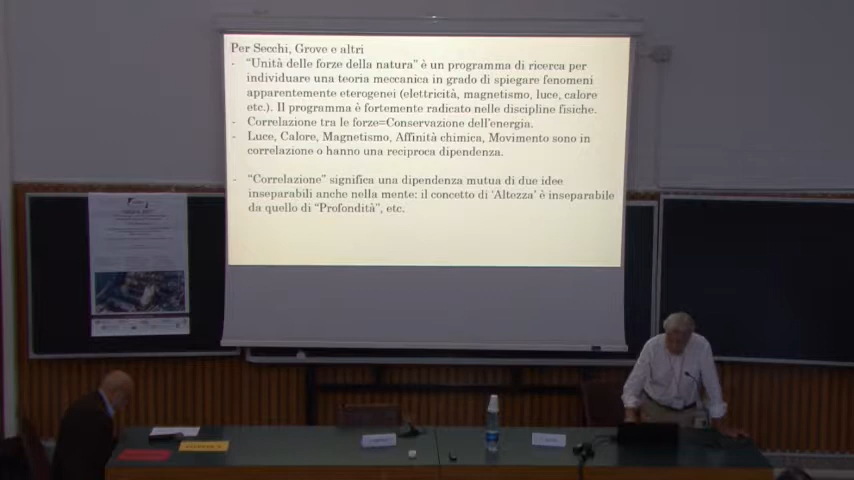 Per Secchi, Grove e altri
- "Unità delle forze della natura" è un programma di ricerca per
individuare una teoria meccanica in grado di spiegare fenomeni
apparentemente eterogenei (elettricità, magnetismo, luce, calore
etc.). Il programma è fortemente radicato nelle discipline fisiche.
- Correlazione tra le forze=Conservazione dell'energia.
- Luce, Calore, Magnetismo, Affinità chimica, Movimento sono in
correlazione o hanno una reciproca dipendenza.
- "Correlazione" significa una dipendenza mutua di due idee
inseparabili anche nella mente: il concetto di 'Altezza' è inseparabile
da quello di "Profondità", etc.